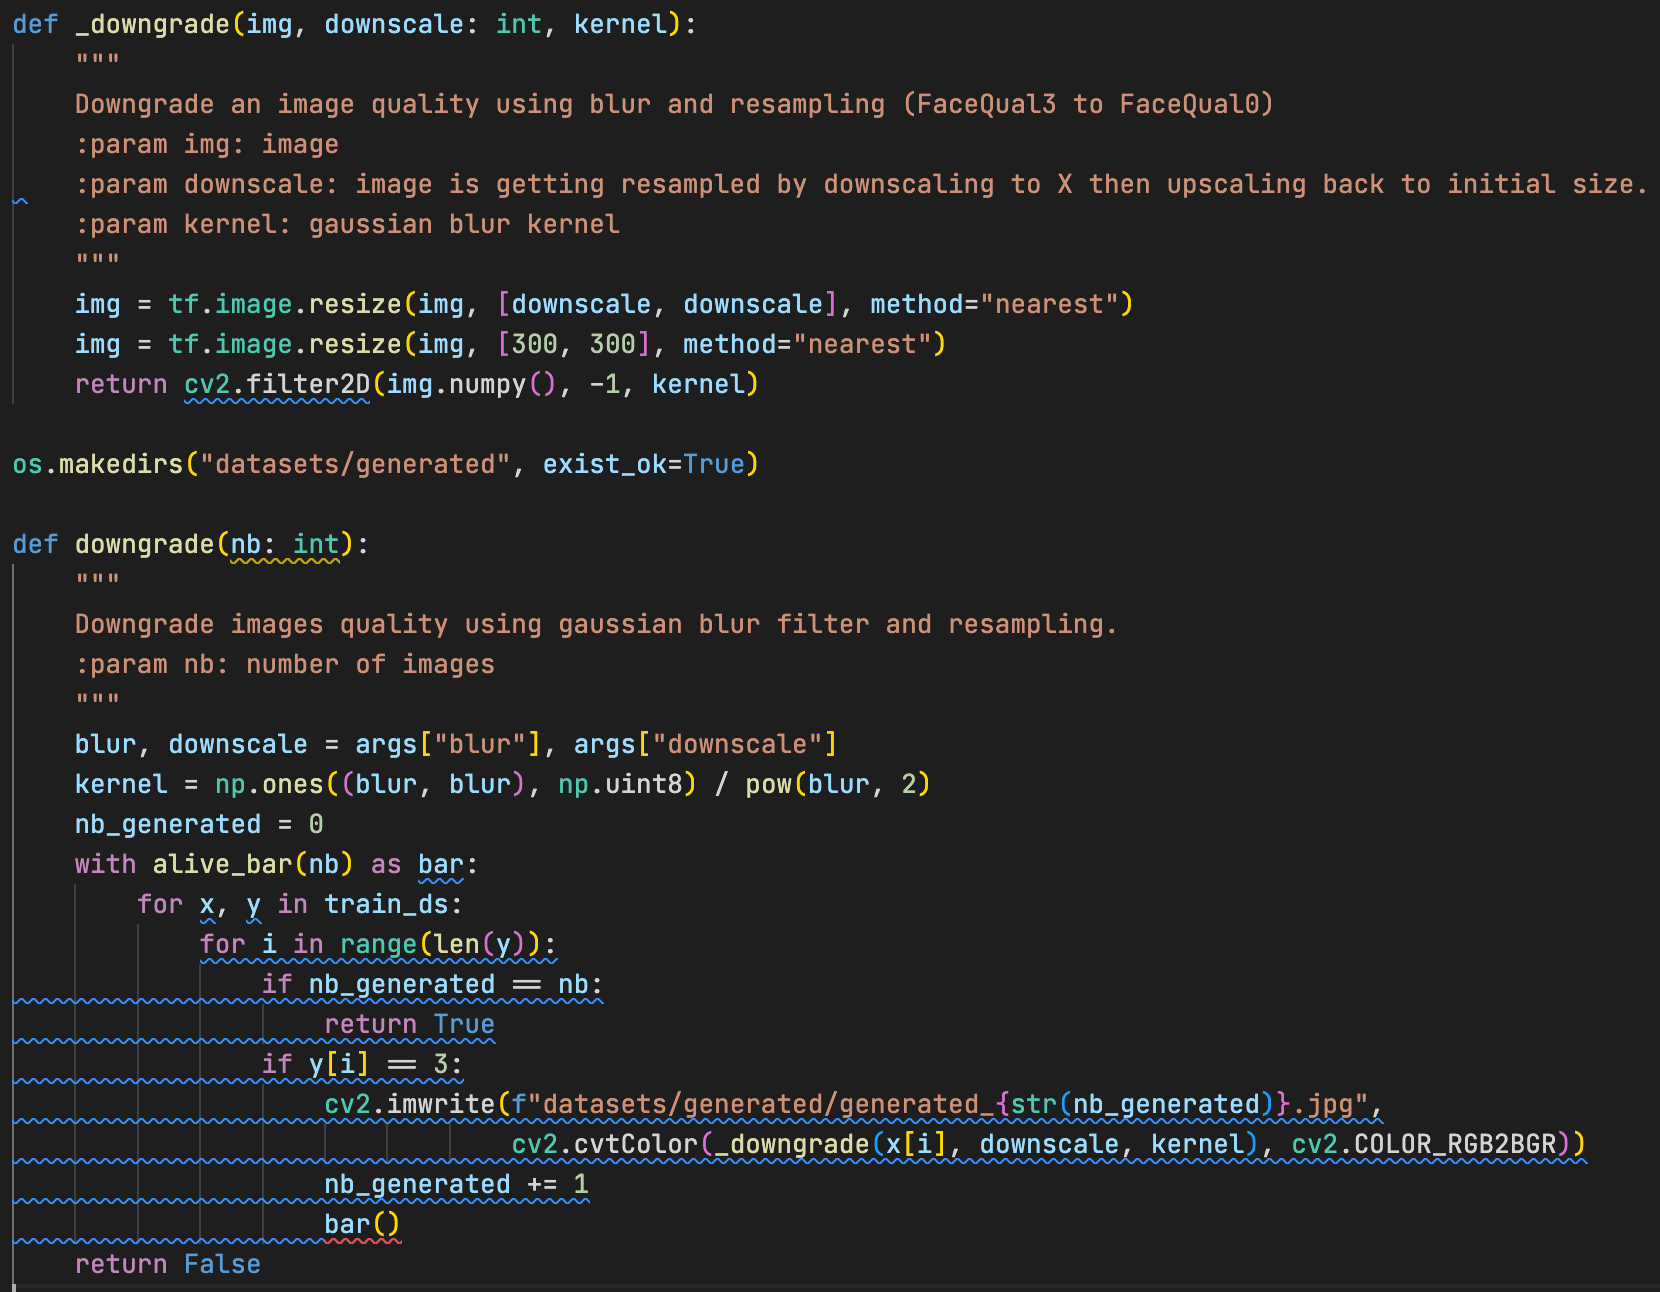 def _downgrade(img, downscale: int, kernel):
    """
    Downgrade an image quality using blur and resampling (FaceQual3 to FaceQual0)
    :param img: image
    :param downscale: image is getting resampled by downscaling to X then upscaling back to initial size.
    :param kernel: gaussian blur kernel
    """
    img = tf.image.resize(img, [downscale, downscale], method="nearest")
    img = tf.image.resize(img, [300, 300], method="nearest")
    return cv2.filter2D(img.numpy(), -1, kernel)

os.makedirs("datasets/generated", exist_ok=True)

def downgrade(nb: int):
    """
    Downgrade images quality using gaussian blur filter and resampling.
    :param nb: number of images
    """
    blur, downscale = args["blur"], args["downscale"]
    kernel = np.ones((blur, blur), np.uint8) / pow(blur, 2)
    nb_generated = 0
    with alive_bar(nb) as bar:
        for x, y in train_ds:
            for i in range(len(y)):
                if nb_generated == nb:
                    return True
                if y[i] == 3:
                    cv2.imwrite(f"datasets/generated/generated_{str(nb_generated)}.jpg",
                                cv2.cvtColor(_downgrade(x[i], downscale, kernel), cv2.COLOR_RGB2BGR))
                    nb_generated += 1
                    bar()
    return False